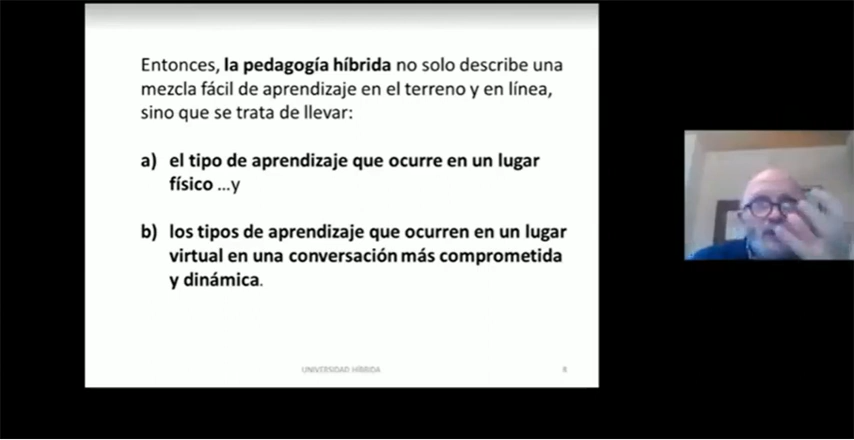 Entonces, la pedagogía híbrida no solo describe una
mezcla fácil de aprendizaje en el terreno y en línea,
sino que se trata de llevar:
a) el tipo de aprendizaje que ocurre en un lugar
físico ...y
b) los tipos de aprendizaje que ocurren en un lugar
virtual en una conversación más comprometida
y dinámica.
UNIVERSIDAD HÍBRIDA
8